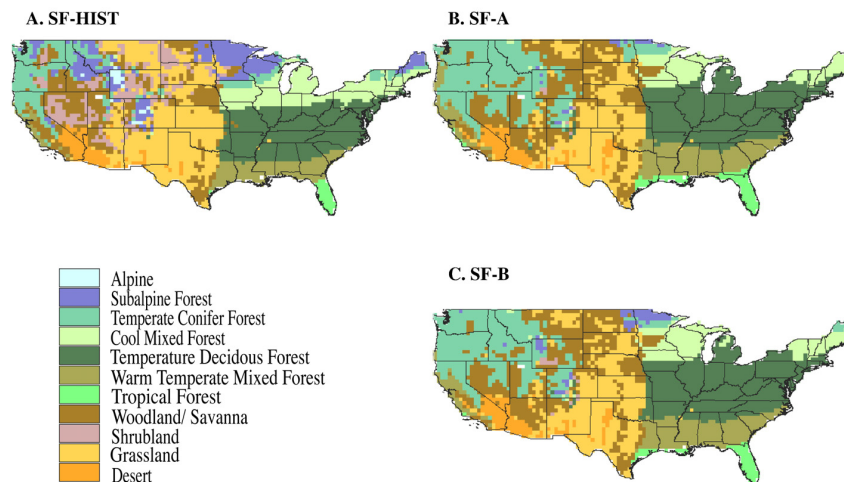 A. SF-HIST
B. SF-A
C. SF-B
Alpine
Subalpine Forest
Temperate Conifer Forest
Cool Mixed Forest
Temperature Decidous Forest
Warm Temperate Mixed Forest
Tropical Forest
Woodland/ Savanna
Shrubland
Grassland
Desert